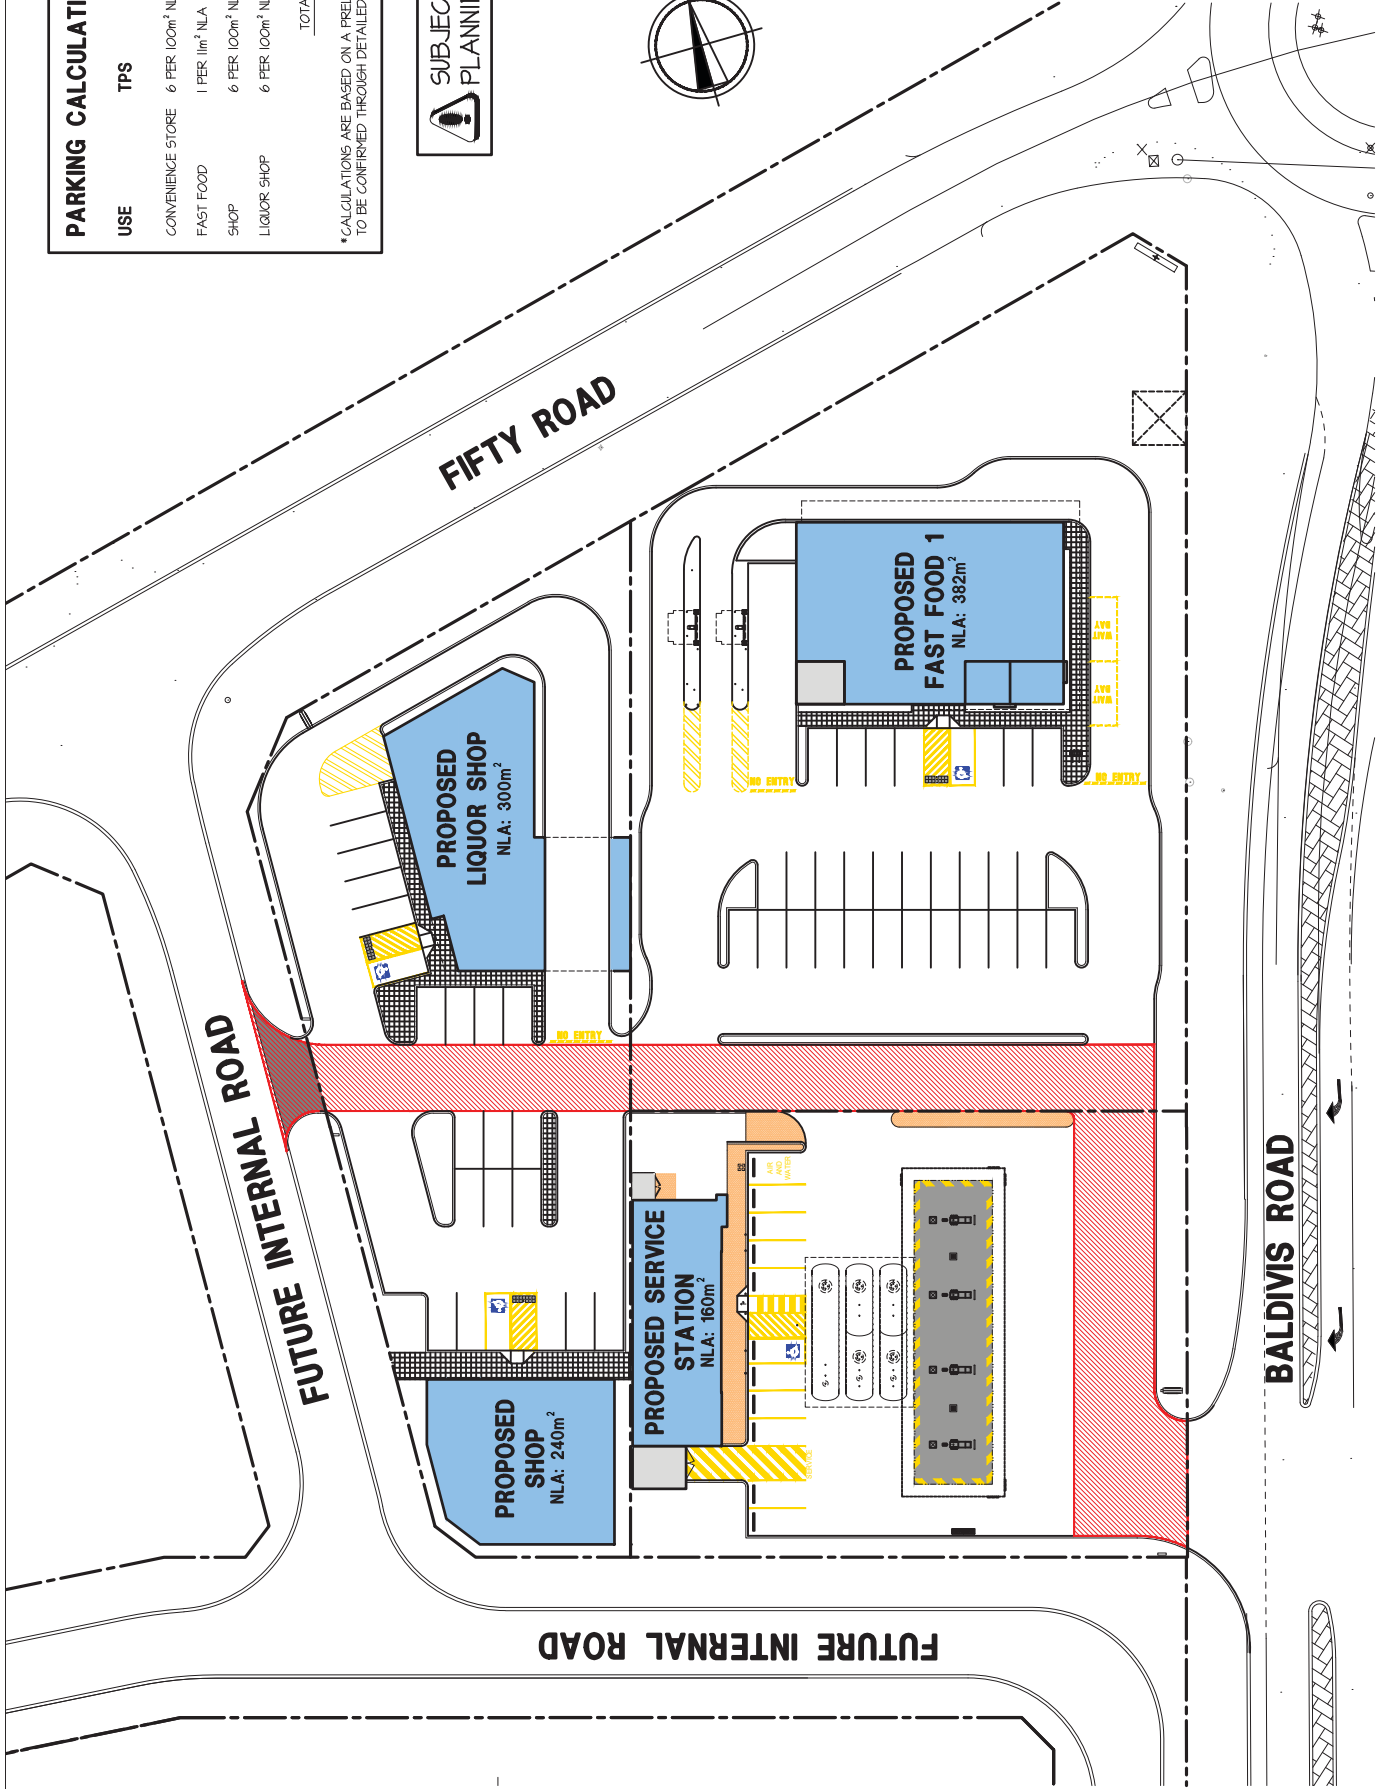 PARKING CALCULATI
USE TPS
CONVENIENCE STORE 6 PER 100m² NL
FAST FOOD 1 PER 11m² NLA
SHOP 6 PER 100m² NL
LIQUOR SHOP 6 PER 100m² NL
TOTA
*CALCULATIONS ARE BASED ON A PREL
TO BE CONFIRMED THROUGH DETAILED
SUBJEC
PLANNI
FIFTY ROAD
PROPOSED
LIQUOR SHOP
NLA: 300m²
PROPOSED
FAST FOOD 1
NLA: 382m²
WAIT
BAY
WAIT
BAY
NO ENTRY
NO ENTRY
NO ENTRY
FUTURE INTERNAL ROAD
PROPOSED
SHOP
NLA: 240m²
PROPOSED SERVICE
STATION
NLA: 160m²
AIR
AND
WATER
BALDIVIS ROAD
FUTURE INTERNAL ROAD